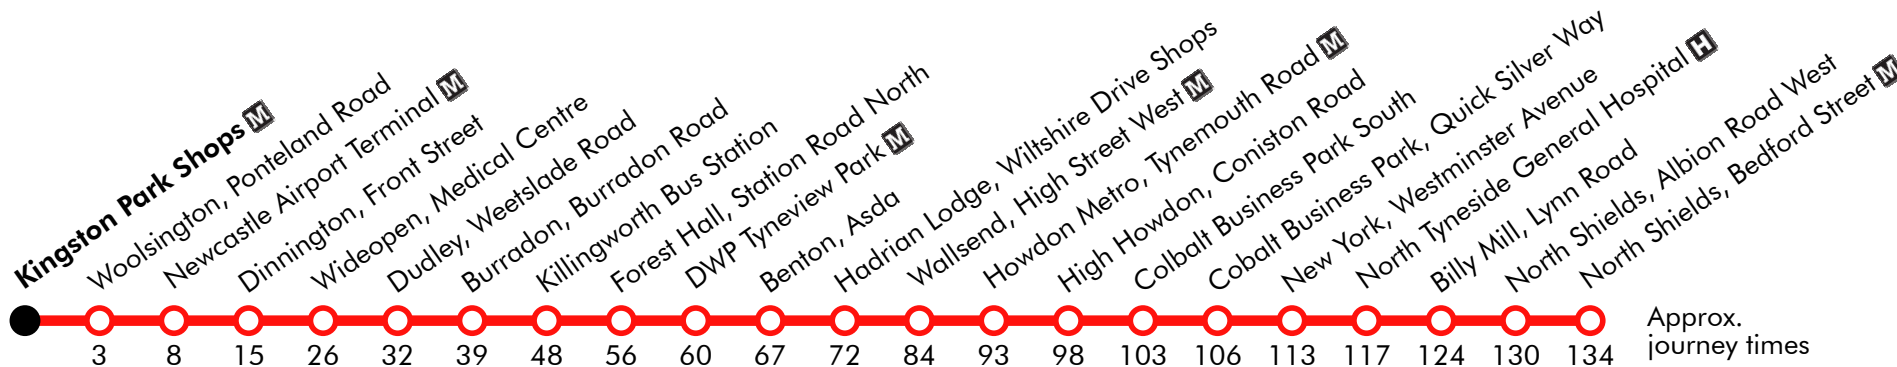 Kingston Park Shops M
Woolsington, Ponteland Road
Newcastle Airport Terminal M
Dinnington, Front Street
Wideopen, Medical Centre
Dudley, Weetslade Road
Burradon, Burradon Road
Killingworth Bus Station
Forest Hall, Station Road North
DWP Tyneview Park M
Benton, Asda
Hadrian Lodge, Wiltshire Drive Shops
Wallsend, High Street West M
Howdon Metro, Tynemouth Road M
High Howdon, Coniston Road
Colbalt Business Park South
Cobalt Business Park, Quick Silver Way
New York, Westminster Avenue
North Tyneside General Hospital H
Billy Mill, Lynn Road
North Shields, Albion Road West
North Shields, Bedford Street M
3 8 15 26 32 39 48 56 60 67 72 84 93 98 103 106 113 117 124 130 134
Approx.
journey times